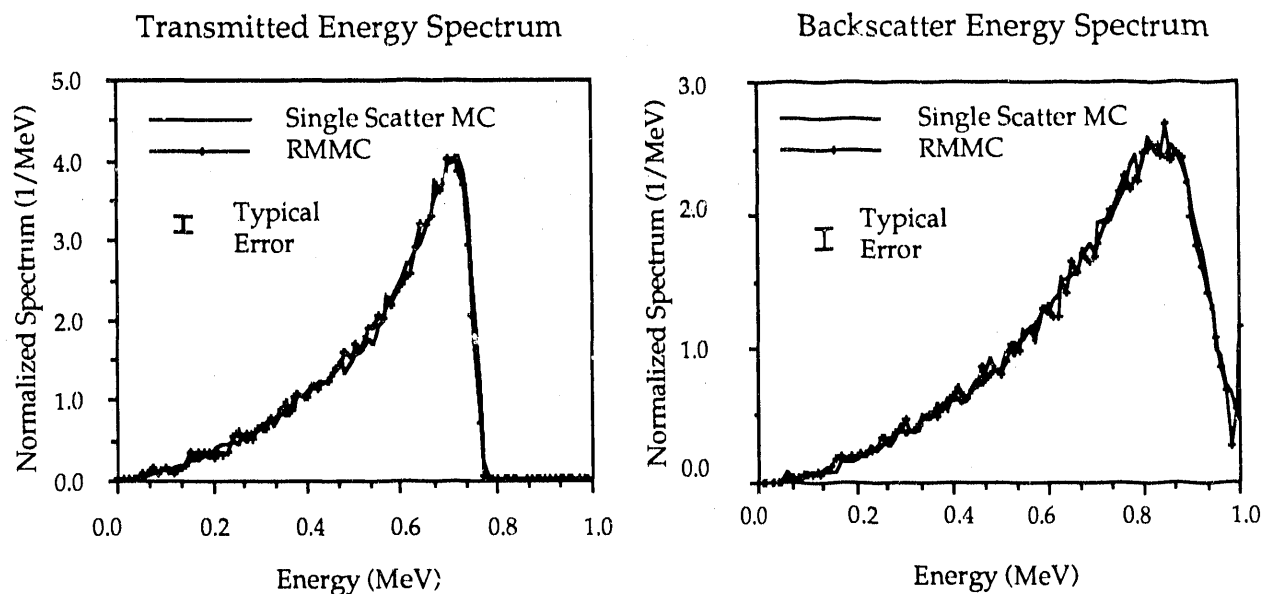 Transmitted Energy Spectrum
Normalized Spectrum (1/MeV)
5.0
4.0
3.0
2.0
1.0
0.0
Single Scatter MC
RMMC
Typical
Error
0.0 0.2 0.4 0.6 0.8 1.0
Energy (MeV)
Backscatter Energy Spectrum
Normalized Spectrum (1/MeV)
3.0
2.0
1.0
0.0
Single Scatter MC
RMMC
Typical
Error
0.0 0.2 0.4 0.6 0.8 1.0
Energy (MeV)